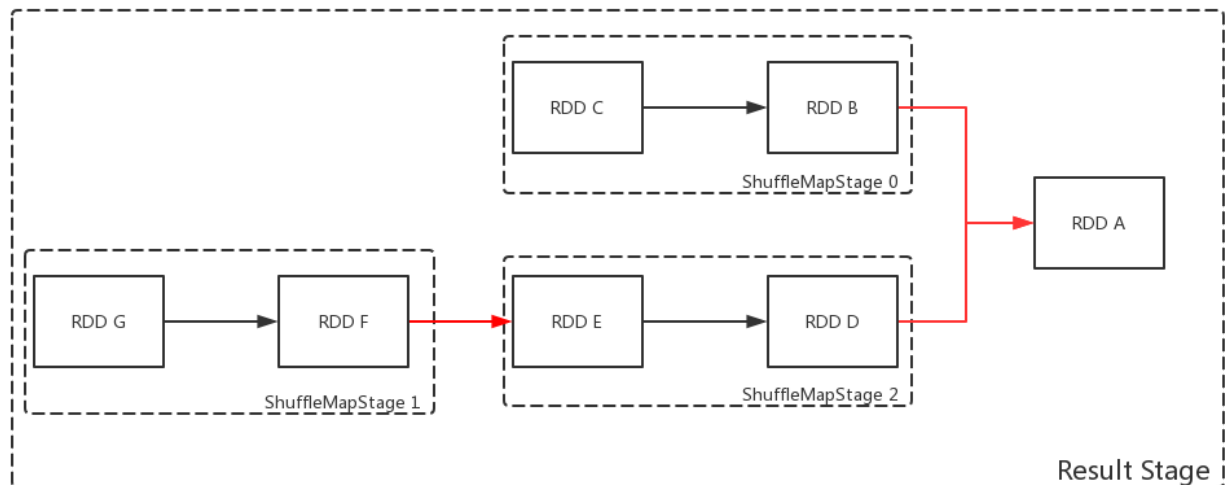 RDD C
RDD B
ShuffleMapStage 0
RDD A
RDD G
RDD F
ShuffleMapStage 1
RDD E
RDD D
ShuffleMapStage 2
Result Stage